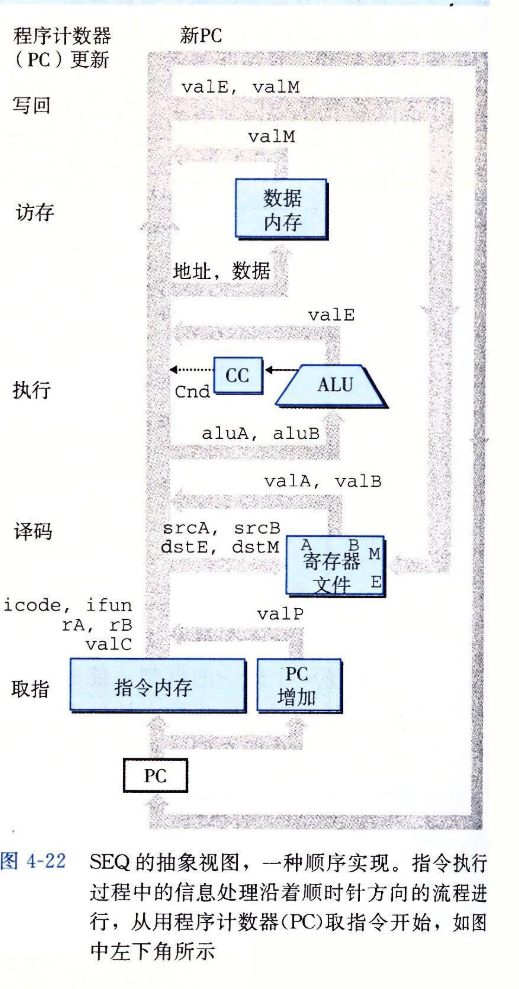 程序计数器 新PC
（PC）更新
valE, valM
写回
valM
数据
内存
访存
地址，数据
valE
CC
ALU
Cnd
执行
aluA, aluB
valA, valB
译码
srcA, srcB
dstE, dstM
A B M
寄存器
文件 E
icode, ifun
rA, rB
valC
valP
取指
指令内存
PC
增加
PC
图 4-22 SEQ的抽象视图，一种顺序实现。指令执行
过程中的信息处理沿着顺时针方向的流程进
行，从用程序计数器(PC)取指令开始，如图
中左下角所示